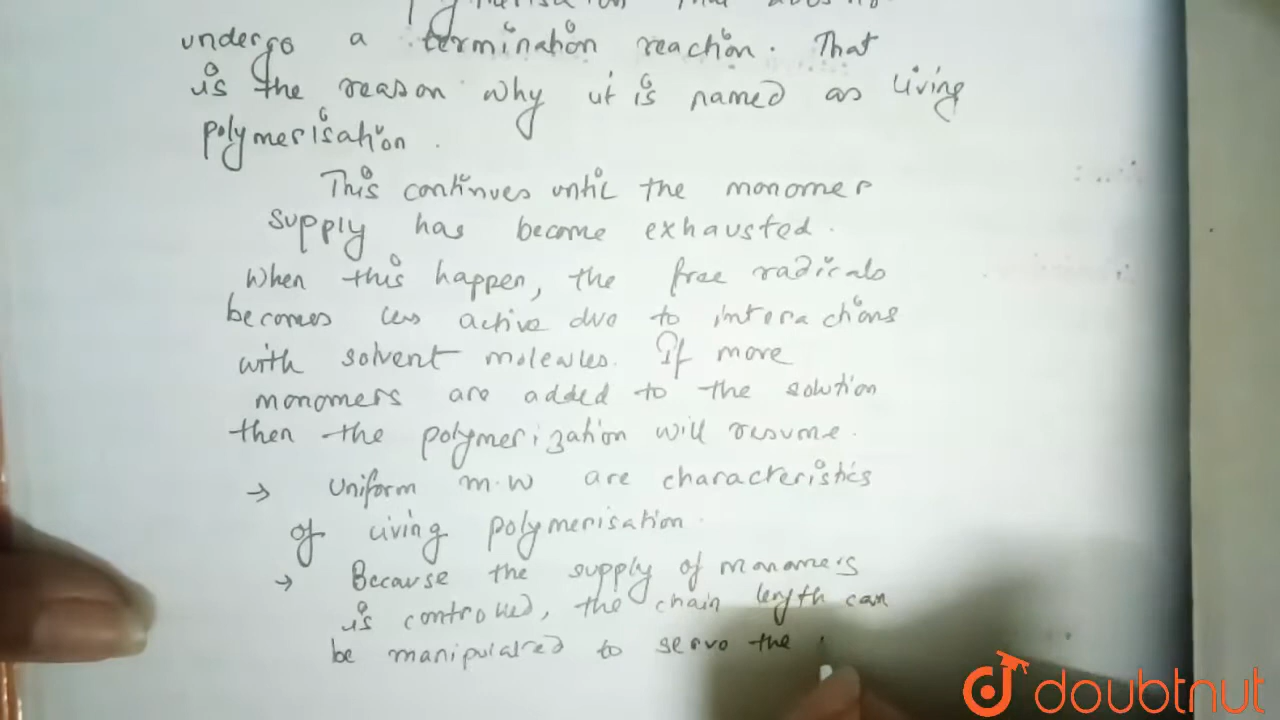 undergo a termination reaction. That
is the reason why it is named as living
polymerisation.
This continues until the monomer
supply has become exhausted.
When this happen, the free radicals
becomes less active due to interactions
with solvent molecules. If more
monomers are added to the solution
then the polymerization will resume.
→ Uniform m.w are characteristics
of living polymerisation.
→ Because the supply of monomers
is controlled, the chain length can
be manipulated to serve the
doubtnut